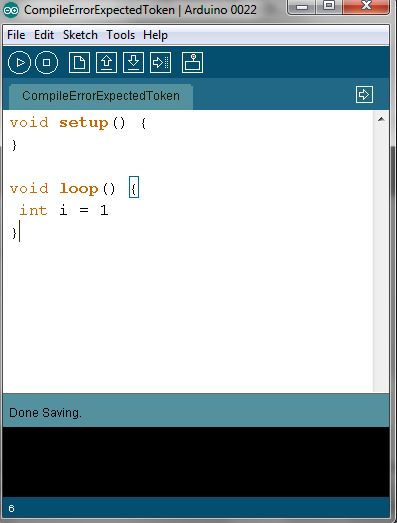 CompileErrorExpectedToken | Arduino 0022
File Edit Sketch Tools Help
CompileErrorExpectedToken
void setup() {
}
void loop() {
int i = 1
}
Done Saving.
6